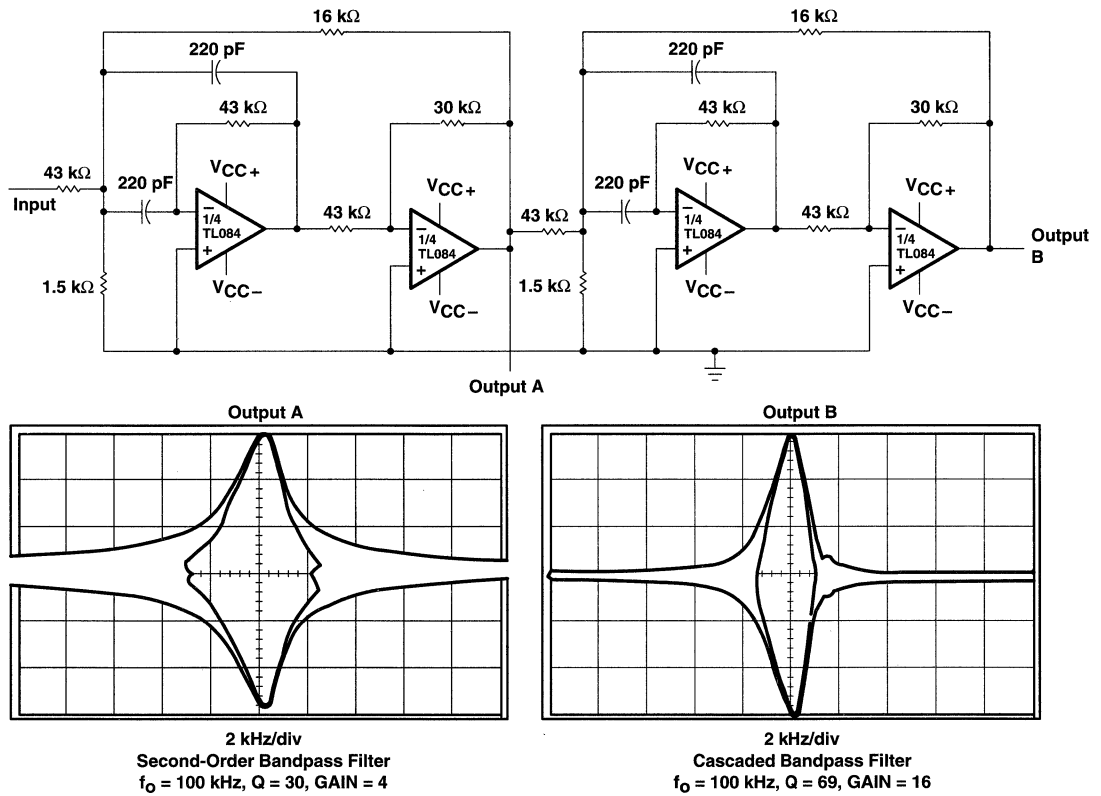 16 kΩ
16 kΩ
220 pF
220 pF
43 kΩ
30 kΩ
43 kΩ
30 kΩ
43 kΩ
Input
220 pF
VCC+
−
1/4
TL084
+
VCC−
43 kΩ
VCC+
−
1/4
TL084
+
VCC−
1.5 kΩ
43 kΩ
220 pF
VCC+
−
1/4
TL084
+
VCC−
43 kΩ
VCC+
−
1/4
TL084
+
VCC−
1.5 kΩ
Output
B
Output A
Output A
Output B
2 kHz/div
Second-Order Bandpass Filter
fo = 100 kHz, Q = 30, GAIN = 4
2 kHz/div
Cascaded Bandpass Filter
fo = 100 kHz, Q = 69, GAIN = 16